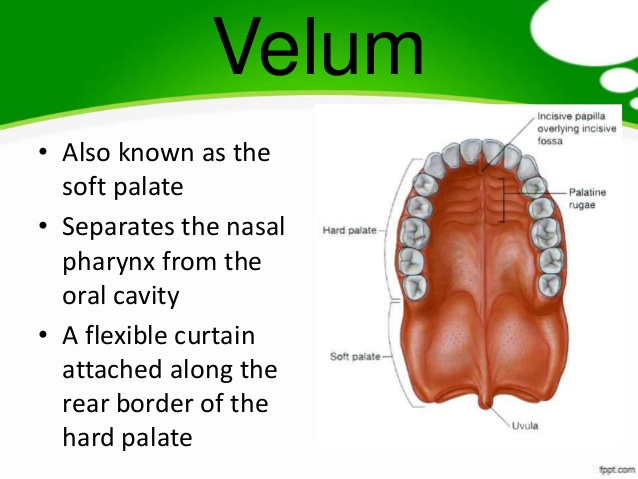 Velum
• Also known as the
soft palate
• Separates the nasal
pharynx from the
oral cavity
• A flexible curtain
attached along the
rear border of the
hard palate
Incisive papilla
overlying incisive
fossa
Palatine
rugae
Hard palate
Soft palate
Uvula
fppt.com